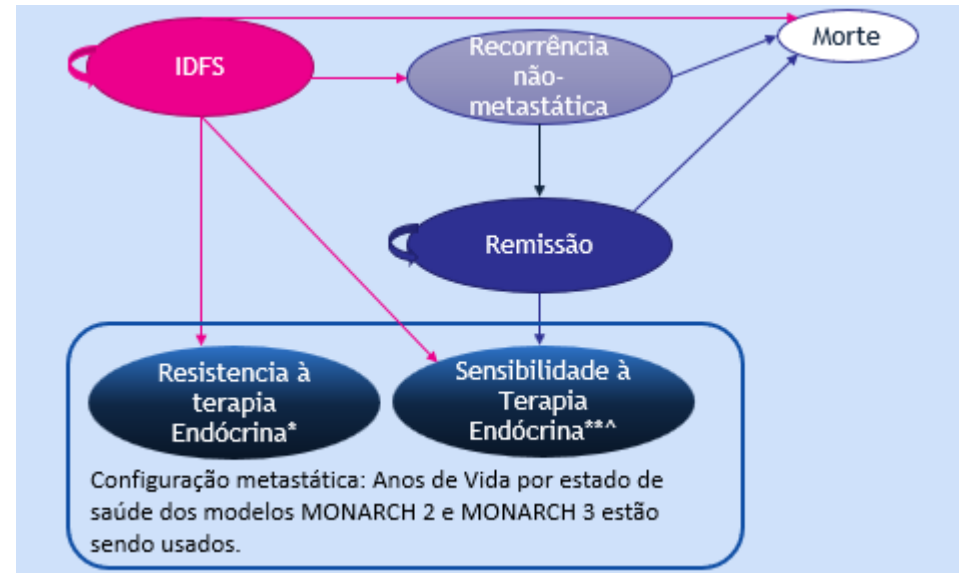 IDFS
Recorrência
não-
metastática
Morte
Remissão
Resistencia à
terapia
Endócrina*
Sensibilidade à
Terapia
Endócrina**^
Configuração metastática: Anos de Vida por estado de
saúde dos modelos MONARCH 2 e MONARCH 3 estão
sendo usados.